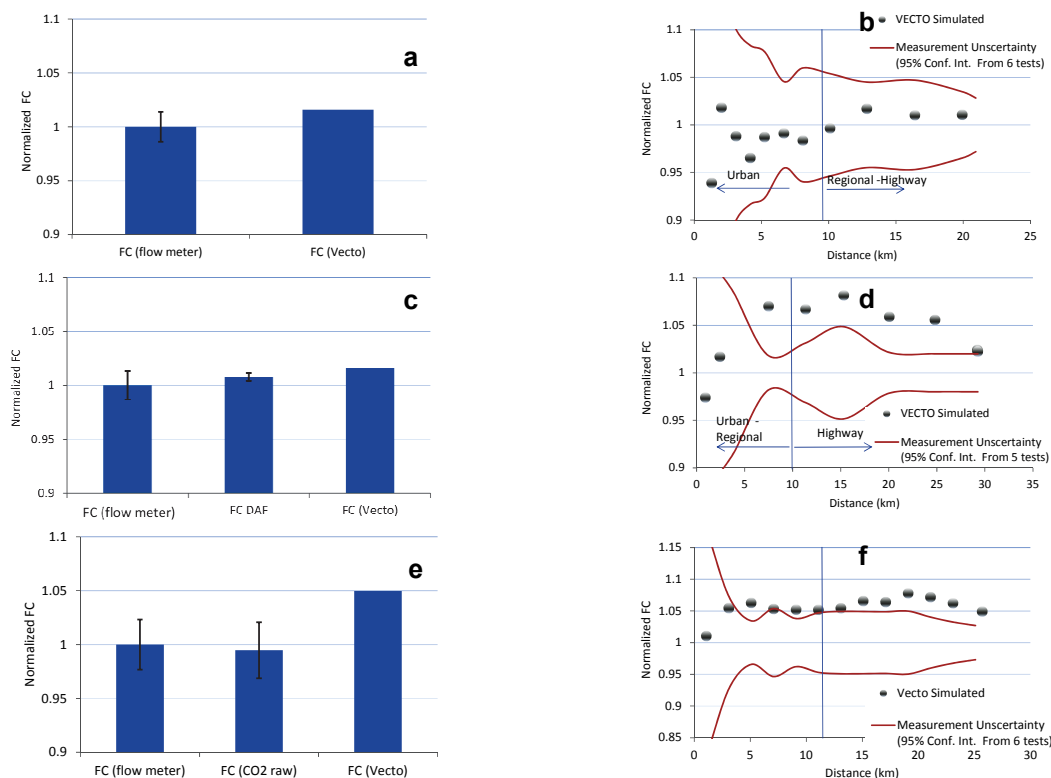 a
1.1
1.05
1
0.95
0.9
Normalized FC
FC (flow meter)
FC (Vecto)
b
VECTO Simulated
Measurement Unscertainty
(95% Conf. Int. From 6 tests)
1.1
1.05
1
0.95
0.9
Normalized FC
Urban
Regional -Highway
0
5
10
15
20
25
Distance (km)
c
1.1
1.05
1
0.95
0.9
Normalized FC
FC (flow meter)
FC DAF
FC (Vecto)
d
1.1
1.05
1
0.95
0.9
Normalized FC
Urban -
Regional
Highway
VECTO Simulated
Measurement Uncertainty
(95% Conf. Int. From 5 tests)
0
5
10
15
20
25
30
35
Distance (km)
e
1.1
1.05
1
0.95
0.9
Normalized FC
FC (flow meter)
FC (CO2 raw)
FC (Vecto)
f
1.15
1.1
1.05
1
0.95
0.9
0.85
Normalized FC
Vecto Simulated
Measurement Uncertainty
(95% Conf. Int. From 6 tests)
0
5
10
15
20
25
30
Distance (km)